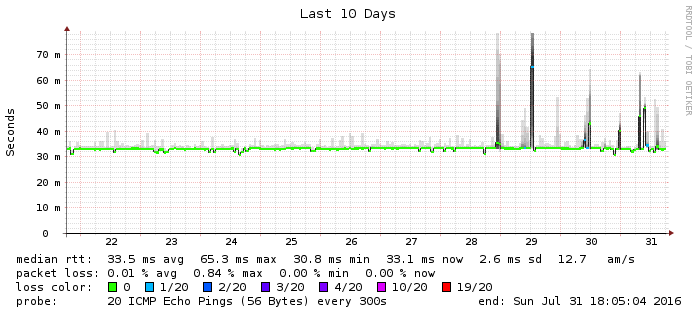 Last 10 Days
RRDTOOL / TOBI OETIKER
Seconds
70 m
60 m
50 m
40 m
30 m
20 m
10 m
0
22 23 24 25 26 27 28 29 30 31
median rtt: 33.5 ms avg 65.3 ms max 30.8 ms min 33.1 ms now 2.6 ms sd 12.7 am/s
packet loss: 0.01 % avg 0.84 % max 0.00 % min 0.00 % now
loss color: 0 1/20 2/20 3/20 4/20 10/20 19/20
probe: 20 ICMP Echo Pings (56 Bytes) every 300s end: Sun Jul 31 18:05:04 2016